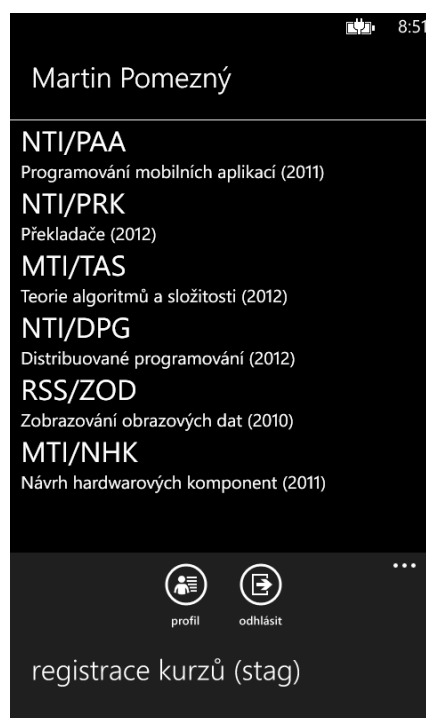 8:51
Martin Pomezný
NTI/PAA
Programování mobilních aplikací (2011)
NTI/PRK
Překladače (2012)
MTI/TAS
Teorie algoritmů a složitosti (2012)
NTI/DPG
Distribuované programování (2012)
RSS/ZOD
Zobrazování obrazových dat (2010)
MTI/NHK
Návrh hardwarových komponent (2011)
profil odhlásit
registrace kurzů (stag)